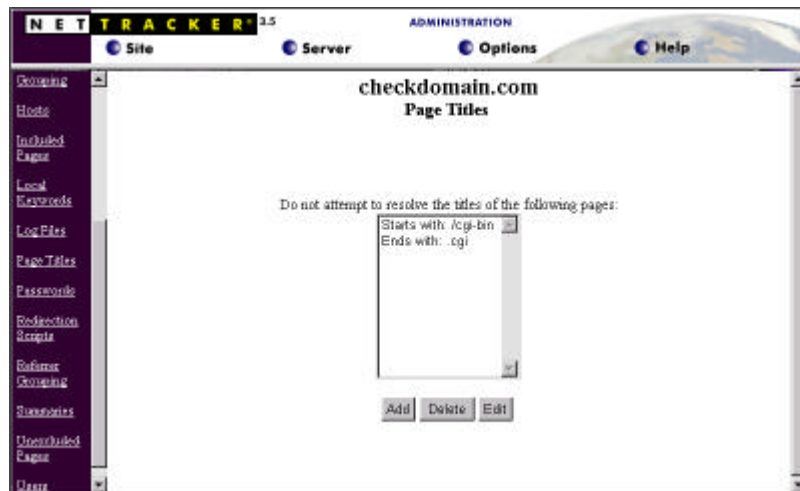 NET TRACKER® 3.5
ADMINISTRATION
Site
Server
Options
Help
Grouping
Hosts
Included
Pages
Local
Keywords
Log Files
Page Titles
Passwords
Redirection
Scripts
Referrer
Grouping
Summaries
Unexcluded
Pages
Users
checkdomain.com
Page Titles
Do not attempt to resolve the titles of the following pages:
Starts with: /cgi-bin
Ends with: .cgi
Add
Delete
Edit